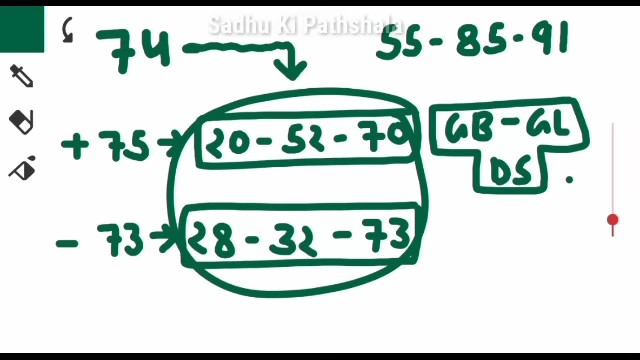 Sadhu Ki Pathshala
74 55-85-91
+ 75 → 20-52-70 GB-GL
DS.
- 73 → 28-32-73